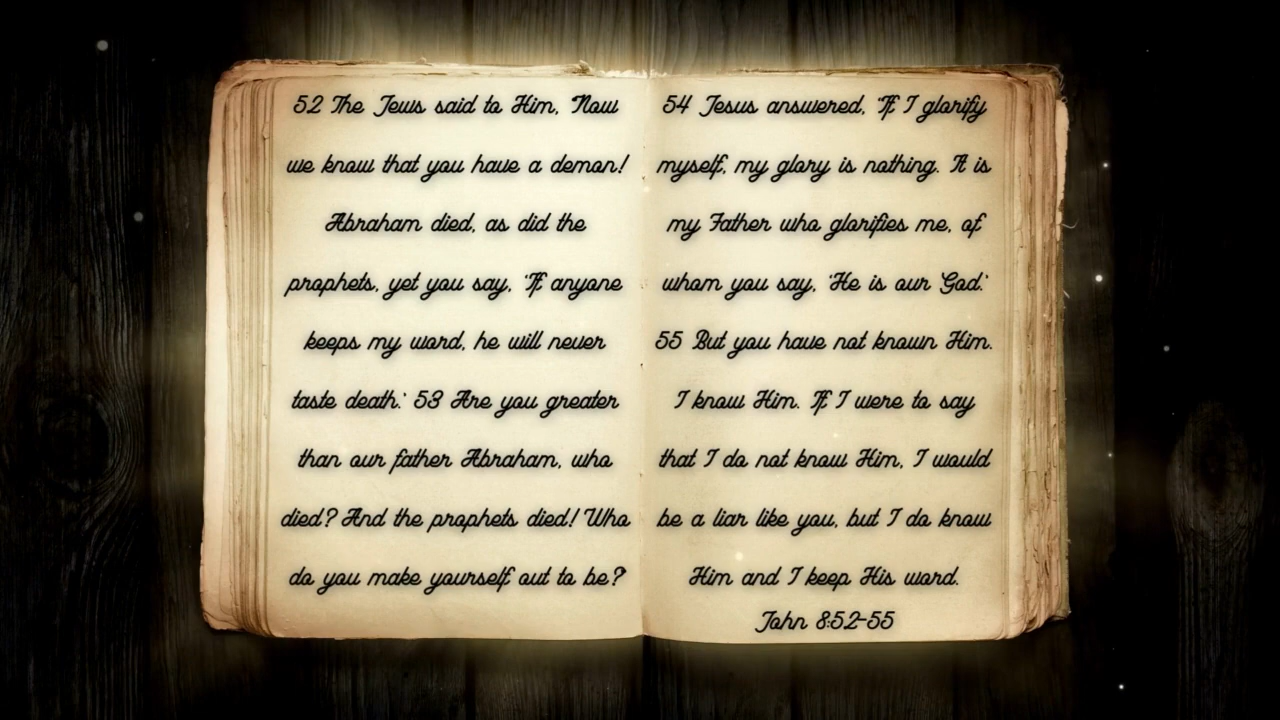 52 The Jews said to Him, "Now
we know that you have a demon!
Abraham died, as did the
prophets, yet you say, 'If anyone
keeps my word, he will never
taste death.' 53 Are you greater
than our father Abraham, who
died? And the prophets died! Who
do you make yourself out to be?"
54 Jesus answered, "If I glorify
myself, my glory is nothing. It is
my Father who glorifies me, of
whom you say, 'He is our God.'
55 But you have not known Him.
I know Him. If I were to say
that I do not know Him, I would
be a liar like you, but I do know
Him and I keep His word.
John 8:52-55